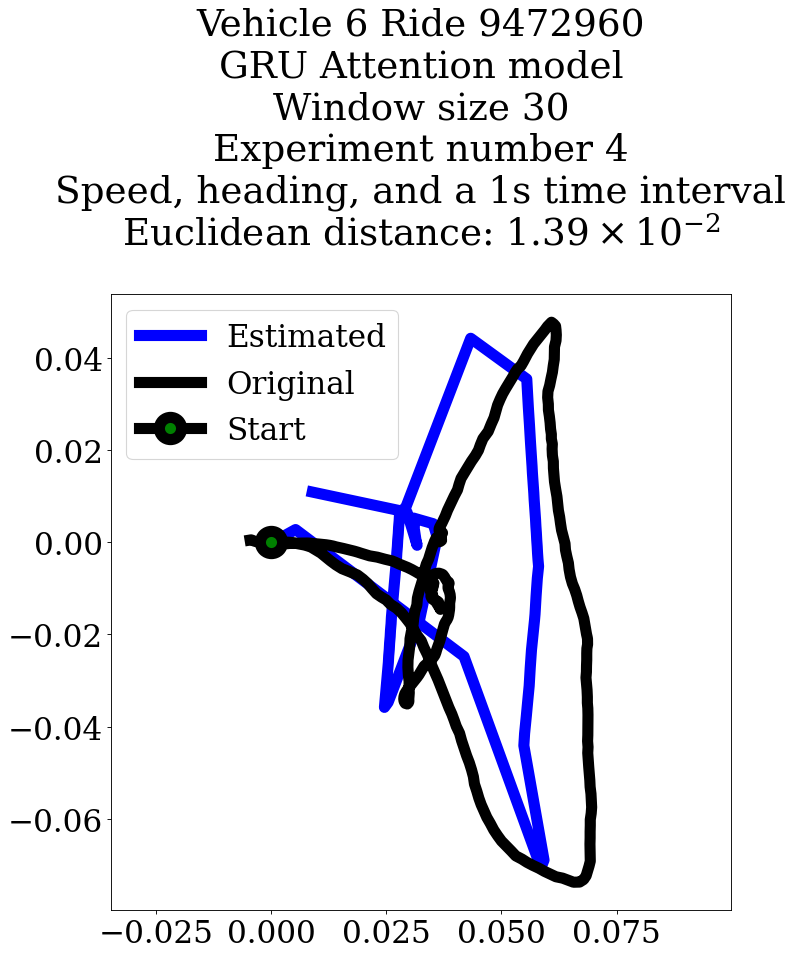 Vehicle 6 Ride 9472960
GRU Attention model
Window size 30
Experiment number 4
Speed, heading, and a 1s time interval
Euclidean distance: 1.39 × 10⁻²
Estimated
Original
Start
0.04
0.02
0.00
−0.02
−0.04
−0.06
−0.025 0.000 0.025 0.050 0.075